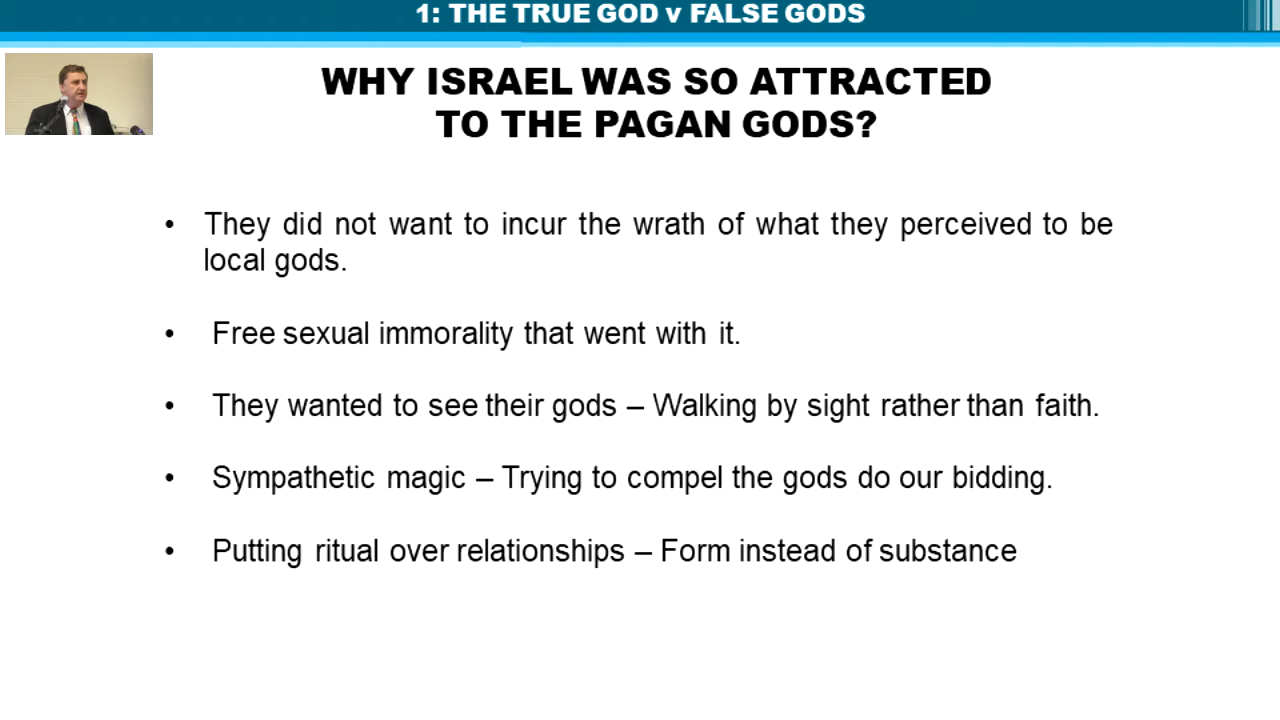 1: THE TRUE GOD v FALSE GODS
WHY ISRAEL WAS SO ATTRACTED
TO THE PAGAN GODS?
• They did not want to incur the wrath of what they perceived to be
local gods.
• Free sexual immorality that went with it.
• They wanted to see their gods – Walking by sight rather than faith.
• Sympathetic magic – Trying to compel the gods do our bidding.
• Putting ritual over relationships – Form instead of substance